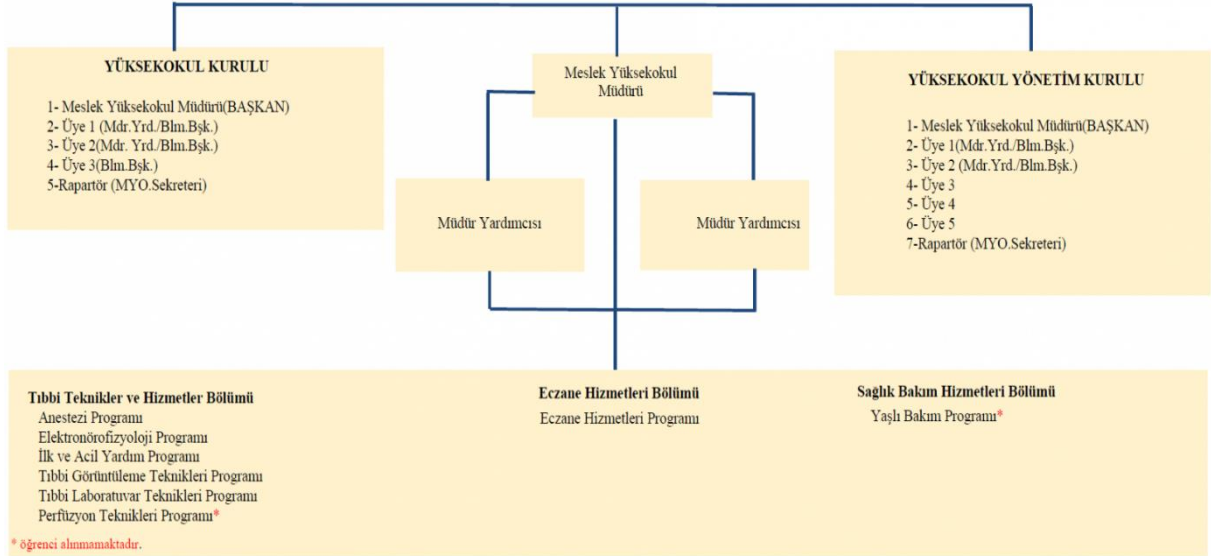 YÜKSEKOKUL KURULU
1- Meslek Yüksekokul Müdürü(BAŞKAN)
2- Üye 1 (Mdr.Yrd./Blm.Bşk.)
3- Üye 2(Mdr.Yrd./Blm.Bşk.)
4- Üye 3(Blm.Bşk.)
5-Rapartör (MYO.Sekreteri)
Meslek Yüksekokul
Müdürü
Müdür Yardımcısı
Müdür Yardımcısı
YÜKSEKOKUL YÖNETİM KURULU
1- Meslek Yüksekokul Müdürü(BAŞKAN)
2- Üye 1(Mdr.Yrd./Blm.Bşk.)
3- Üye 2 (Mdr.Yrd./Blm.Bşk.)
4- Üye 3
5- Üye 4
6- Üye 5
7-Rapartör (MYO.Sekreteri)
Tıbbi Teknikler ve Hizmetler Bölümü
Anestezi Programı
Elektronörofizyoloji Programı
İlk ve Acil Yardım Programı
Tıbbi Görüntüleme Teknikleri Programı
Tıbbi Laboratuvar Teknikleri Programı
Perfüzyon Teknikleri Programı*
Eczane Hizmetleri Bölümü
Eczane Hizmetleri Programı
Sağlık Bakım Hizmetleri Bölümü
Yaşlı Bakım Programı*
* öğrenci alınmamaktadır.